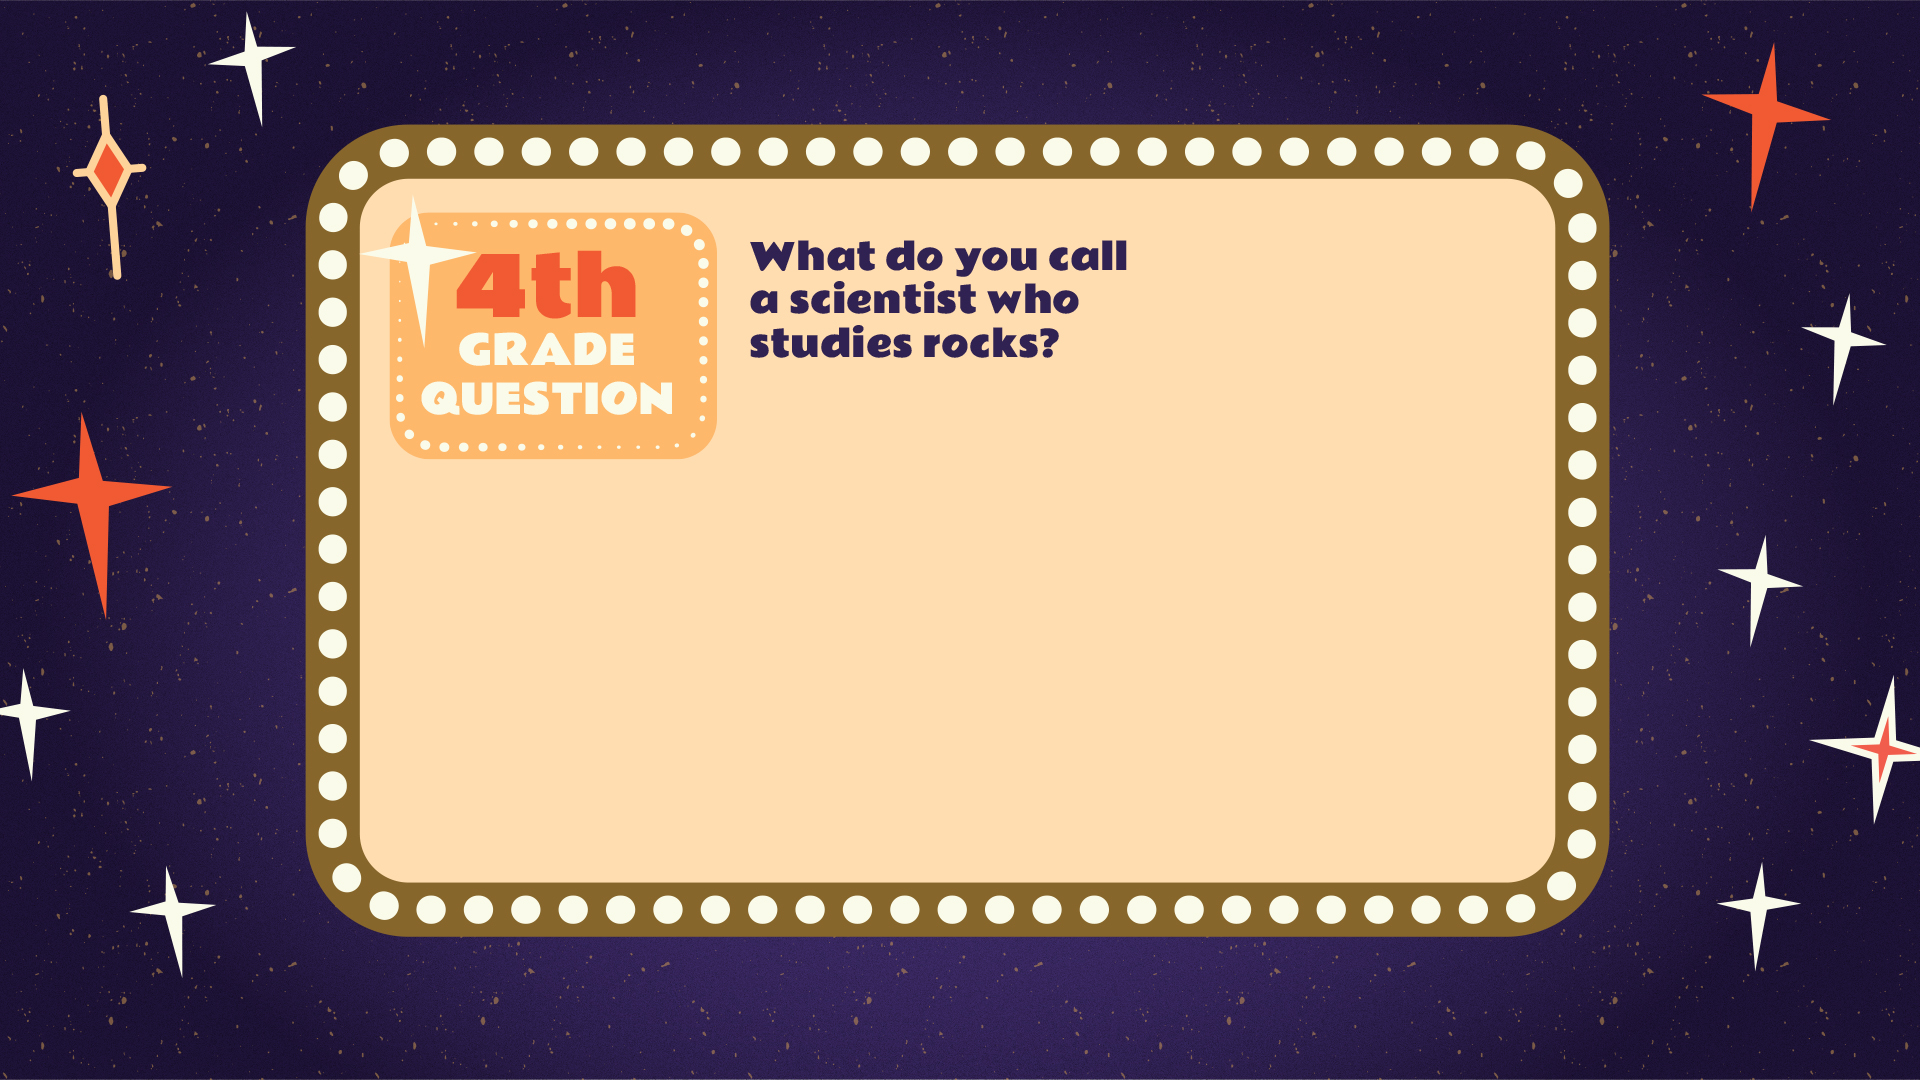 4th
GRADE
QUESTION
What do you call
a scientist who
studies rocks?